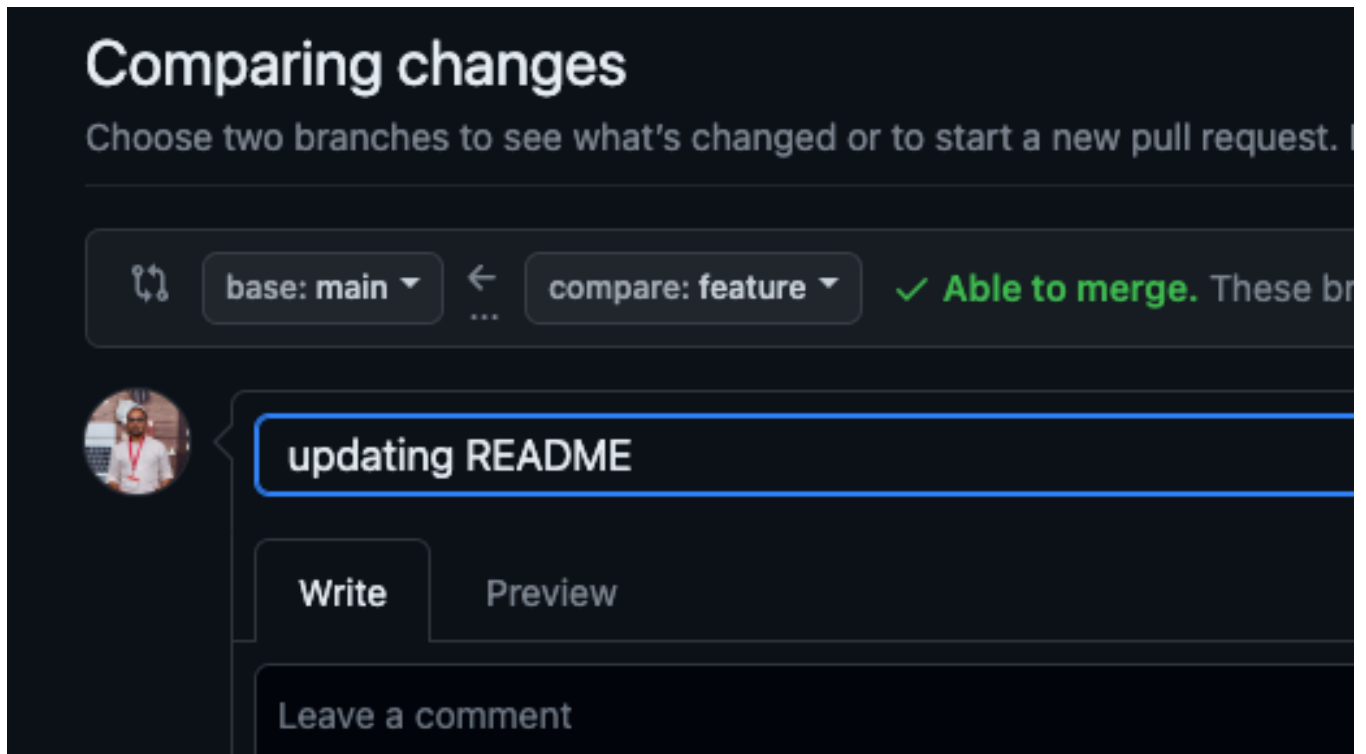 Comparing changes
Choose two branches to see what's changed or to start a new pull request.
base: main ← compare: feature ✓ Able to merge. These
...
updating README
Write Preview
Leave a comment